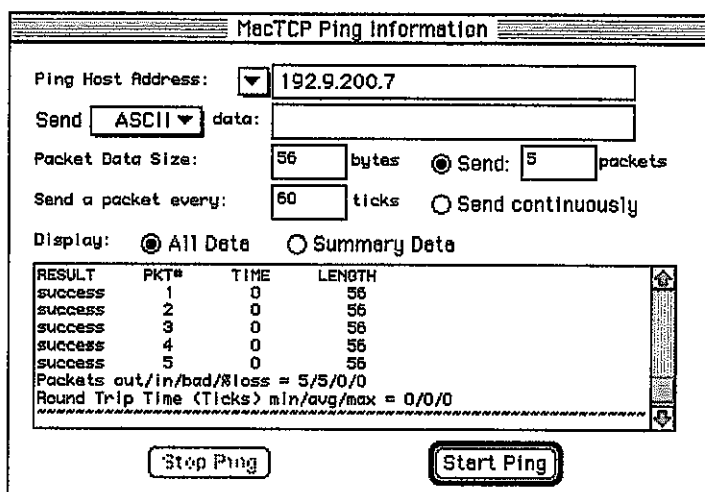 MacTCP Ping Information
Ping Host Address: 192.9.200.7
Send ASCII data:
Packet Data Size: 56 bytes Send: 5 packets
Send a packet every: 60 ticks Send continuously
Display: All Data Summary Data
RESULT PKT# TIME LENGTH
success 1 0 56
success 2 0 56
success 3 0 56
success 4 0 56
success 5 0 56
Packets out/in/bad/%loss = 5/5/0/0
Round Trip Time (Ticks) min/avg/max = 0/0/0
~~~~~~~~~~~~~~~~~~~~~~~~~~~~~~~~~~~~~~~~
Stop Ping Start Ping